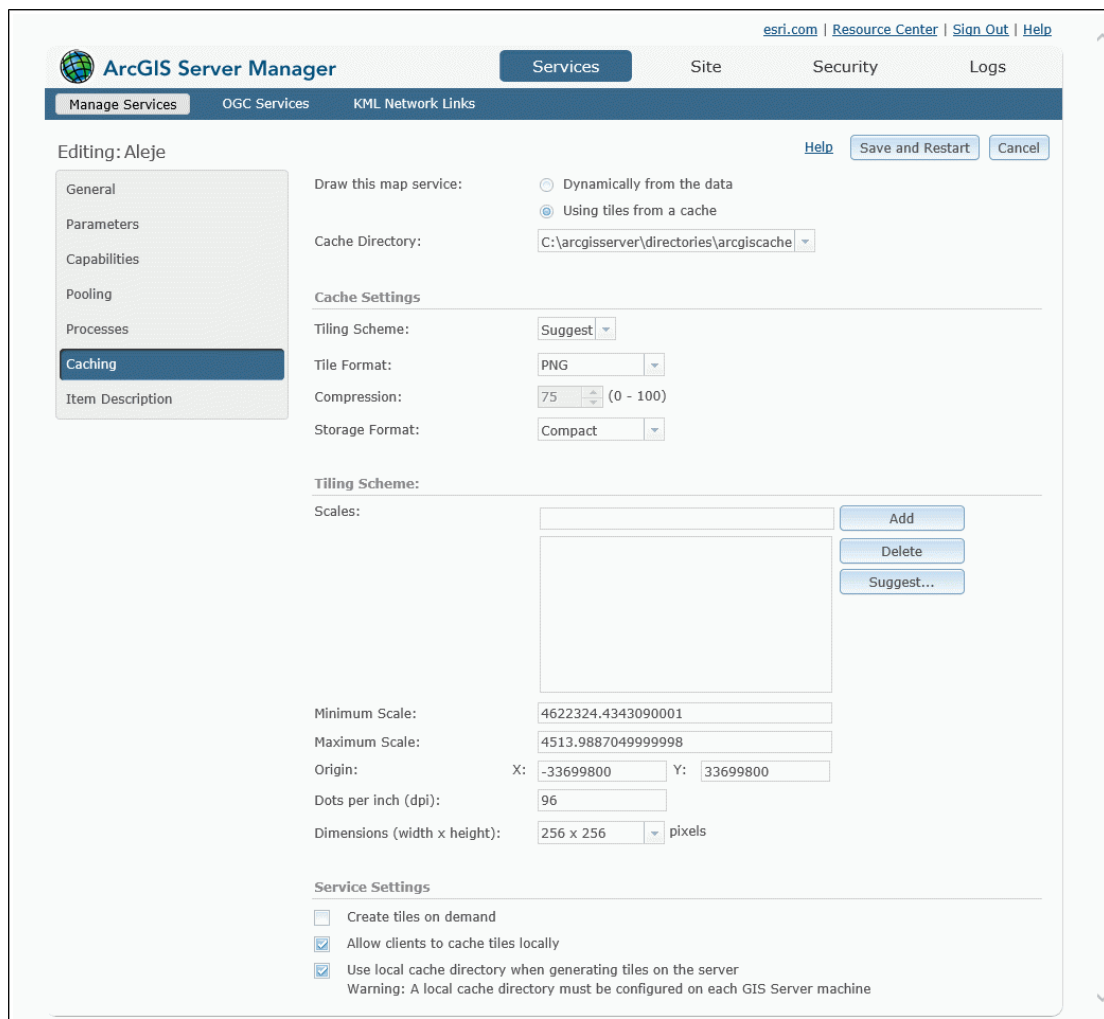 esri.com | Resource Center | Sign Out | Help
ArcGIS Server Manager
Services
Site
Security
Logs
Manage Services
OGC Services
KML Network Links
Editing: Aleje
Help
Save and Restart
Cancel
General
Parameters
Capabilities
Pooling
Processes
Caching
Item Description
Draw this map service:
Dynamically from the data
Using tiles from a cache
Cache Directory:
C:\arcgisserver\directories\arcgiscache
Cache Settings
Tiling Scheme:
Suggest
Tile Format:
PNG
Compression:
75
(0 - 100)
Storage Format:
Compact
Tiling Scheme:
Scales:
Add
Delete
Suggest...
Minimum Scale:
4622324.4343090001
Maximum Scale:
4513.9887049999998
Origin:
X:
-33699800
Y:
33699800
Dots per inch (dpi):
96
Dimensions (width x height):
256 x 256
pixels
Service Settings
Create tiles on demand
Allow clients to cache tiles locally
Use local cache directory when generating tiles on the server
Warning: A local cache directory must be configured on each GIS Server machine